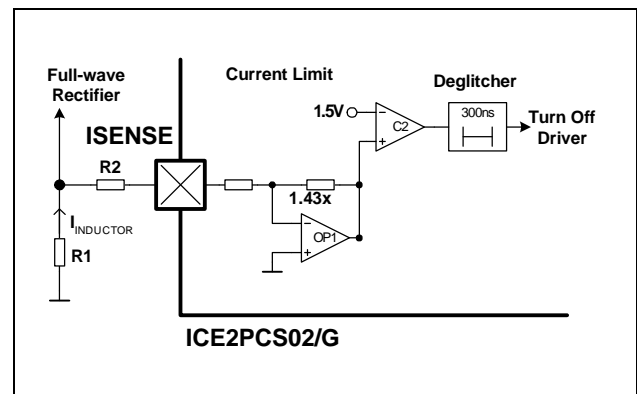 Full-wave
Rectifier
Current Limit
Deglitcher
ISENSE
1.5V
C2
300ns
Turn Off
Driver
R2
1.43x
I INDUCTOR
OP1
R1
ICE2PCS02/G